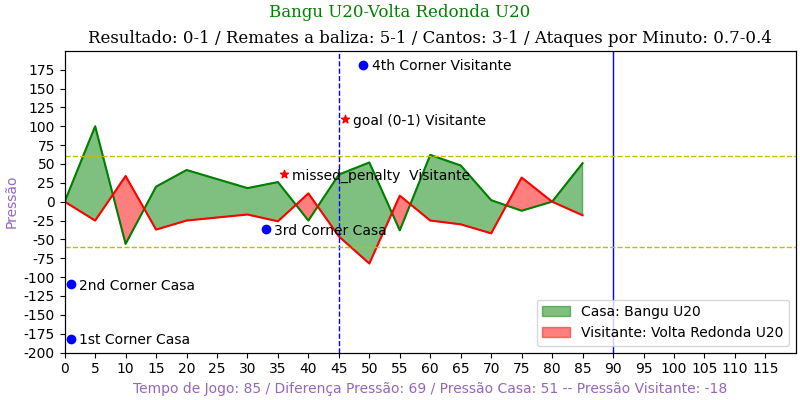 Bangu U20-Volta Redonda U20
Resultado: 0-1 / Remates a baliza: 5-1 / Cantos: 3-1 / Ataques por Minuto: 0.7-0.4
Pressão
175
150
125
100
75
50
25
0
-25
-50
-75
-100
-125
-150
-175
-200
4th Corner Visitante
goal (0-1) Visitante
missed_penalty  Visitante
3rd Corner Casa
2nd Corner Casa
1st Corner Casa
Casa: Bangu U20
Visitante: Volta Redonda U20
0 5 10 15 20 25 30 35 40 45 50 55 60 65 70 75 80 85 90 95 100 105 110 115
Tempo de Jogo: 85 / Diferença Pressão: 69 / Pressão Casa: 51 -- Pressão Visitante: -18